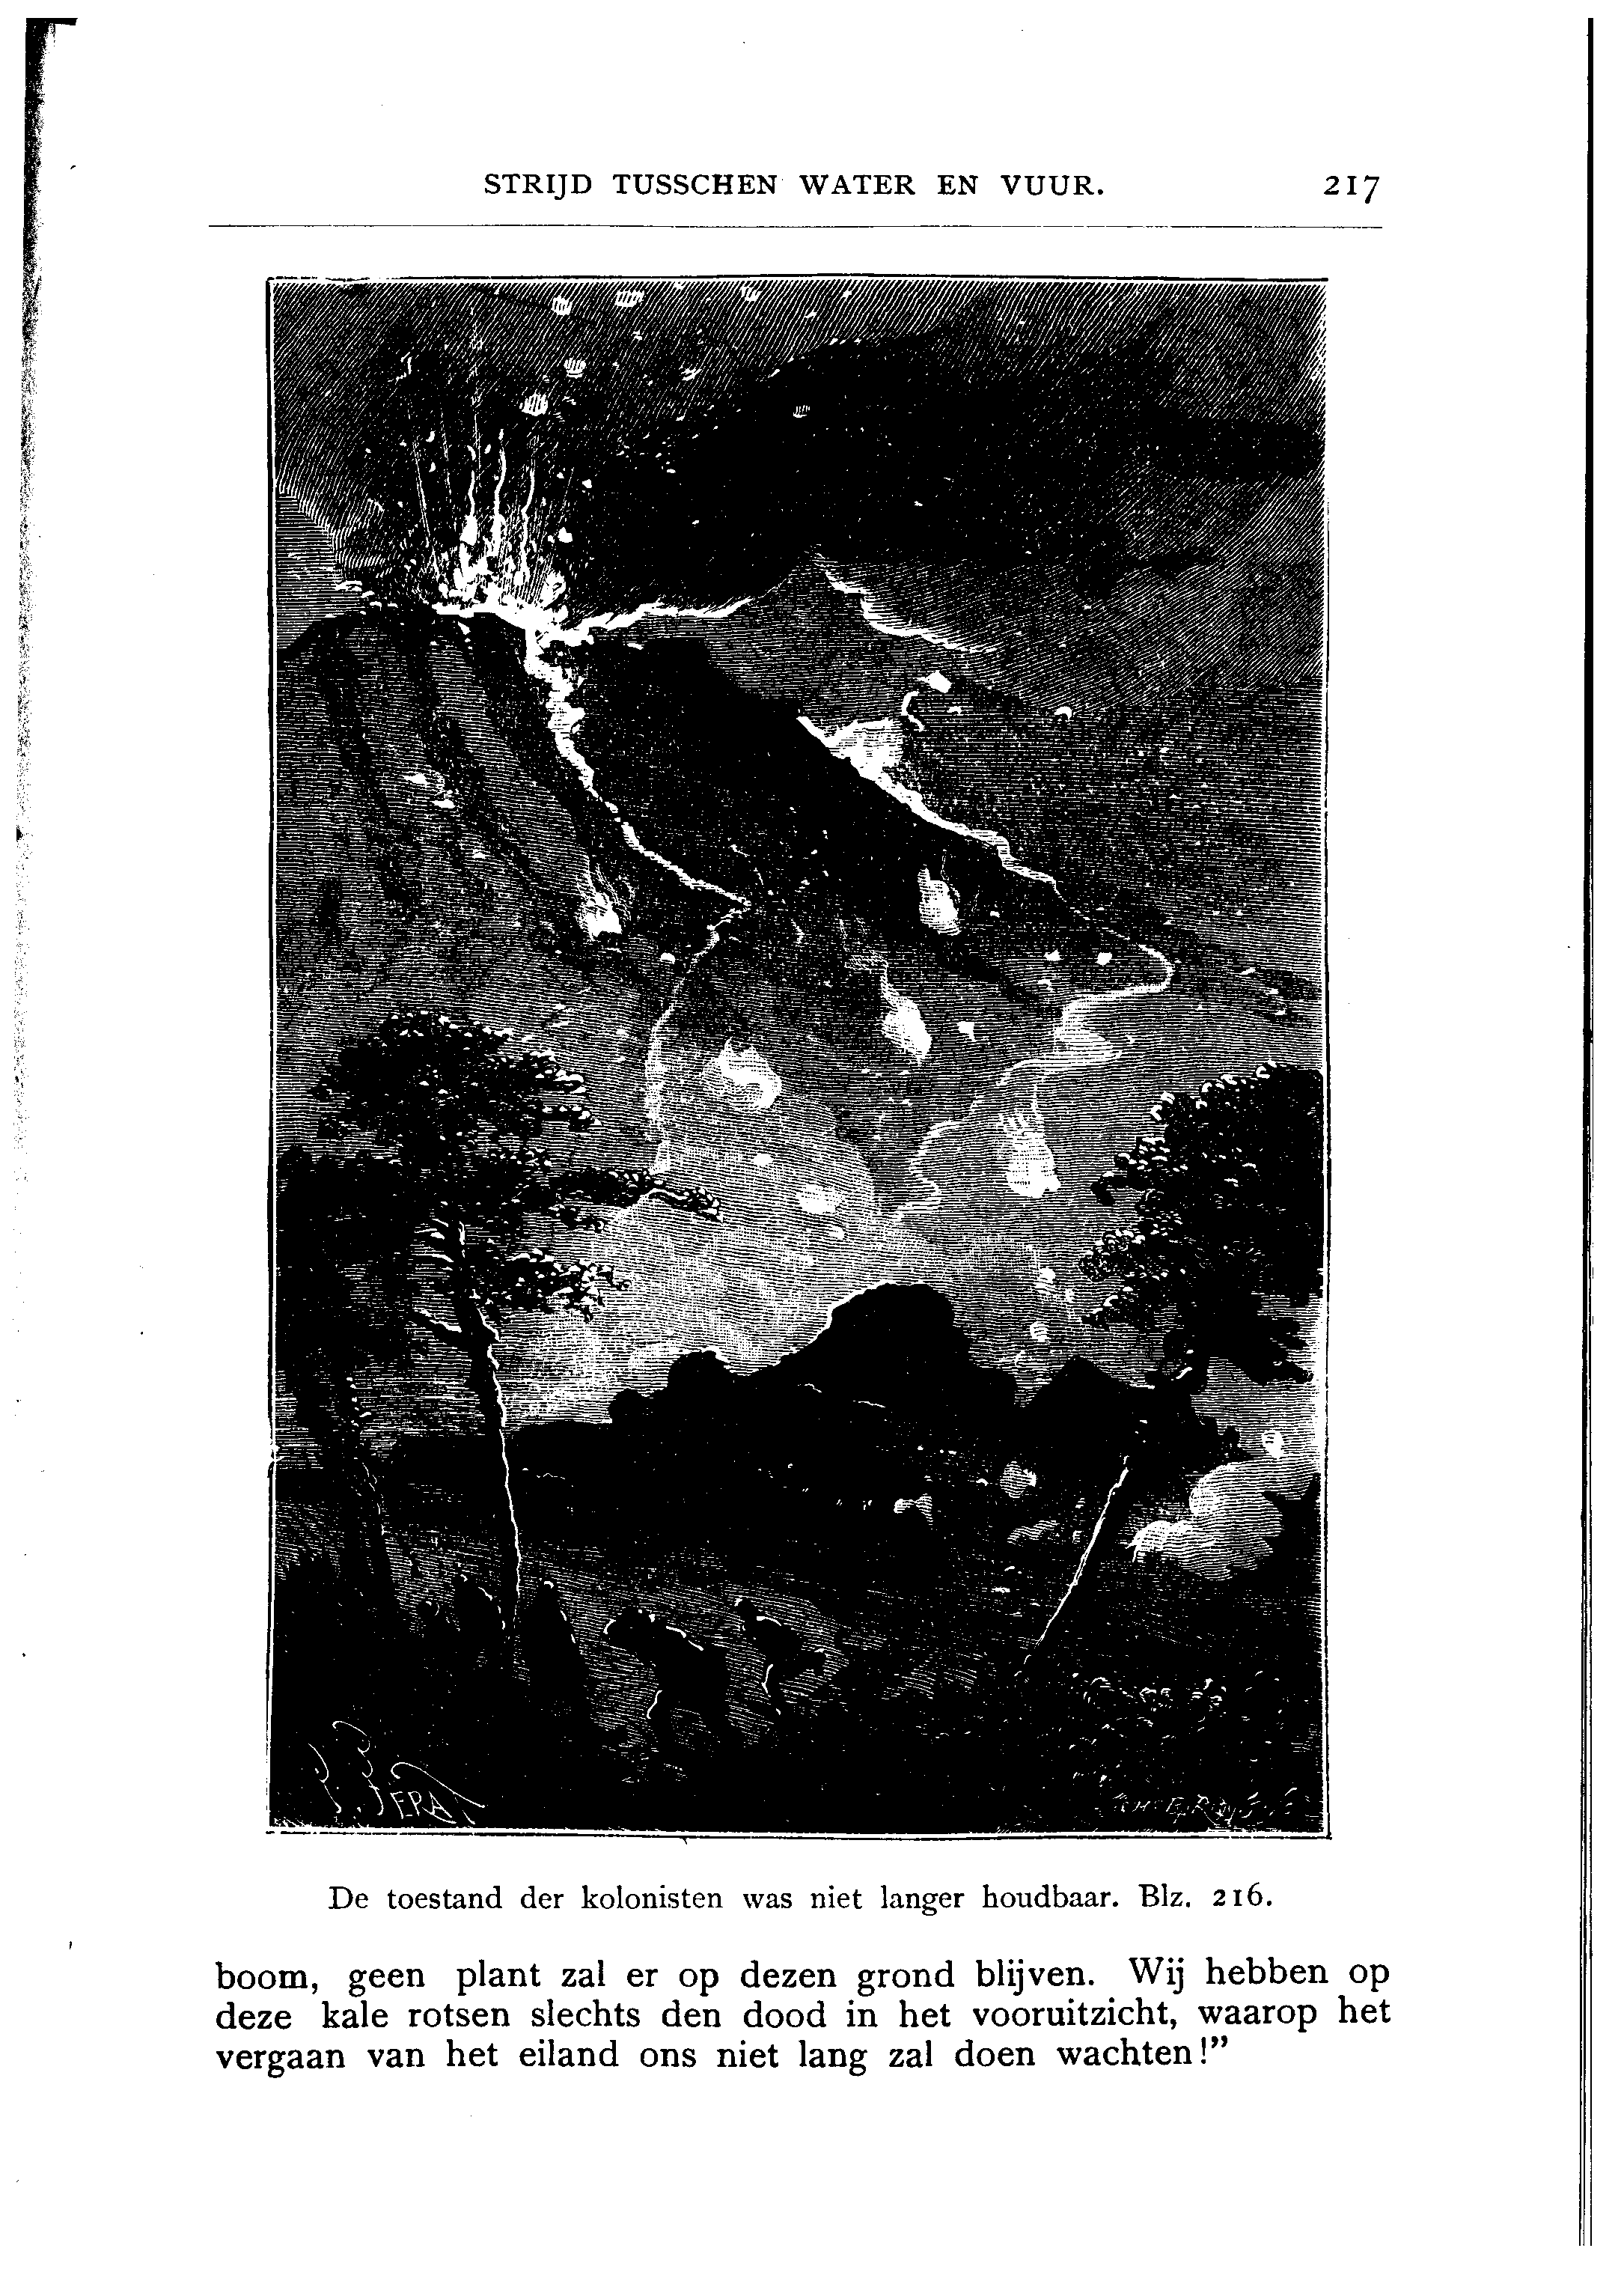 STRIJD TUSSCHEN WATER EN VUUR. 217
FERAT
De toestand der kolonisten was niet langer houdbaar. Blz. 216.
boom, geen plant zal er op dezen grond blijven. Wij hebben op
deze kale rotsen slechts den dood in het vooruitzicht, waarop het
vergaan van het eiland ons niet lang zal doen wachten!”